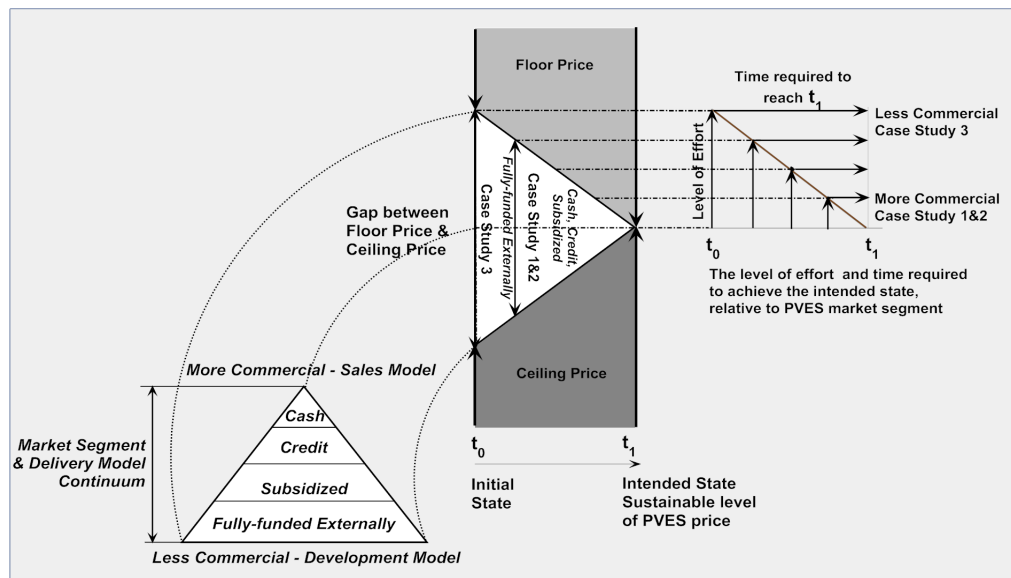 Floor Price
Time required to
reach t1
Less Commercial
Case Study 3
Level of Effort
More Commercial
Case Study 1&2
t0
t1
The level of effort and time required
to achieve the intended state,
relative to PVES market segment
Gap between
Floor Price &
Ceiling Price
Case Study 3
Fully-funded Externally
Case Study 1&2
Cash, Credit,
Subsidized
Ceiling Price
t0
t1
Initial
State
Intended State
Sustainable level
of PVES price
More Commercial - Sales Model
Cash
Credit
Subsidized
Fully-funded Externally
Less Commercial - Development Model
Market Segment
& Delivery Model
Continuum